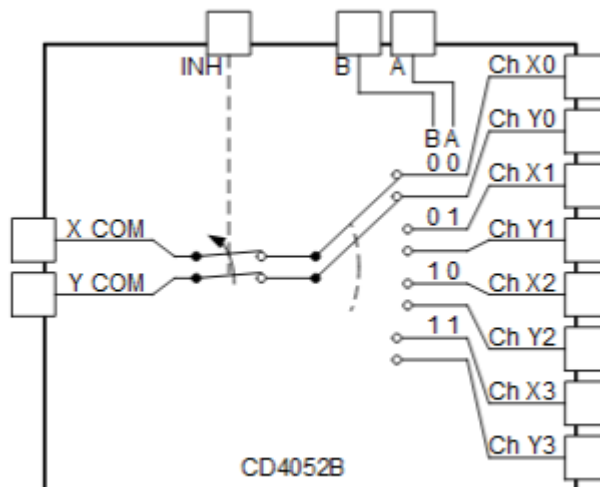 INH B A
Ch X0
Ch Y0
B A
0 0
Ch X1
0 1
X COM
Ch Y1
Y COM
1 0
Ch X2
1 1
Ch Y2
Ch X3
Ch Y3
CD4052B